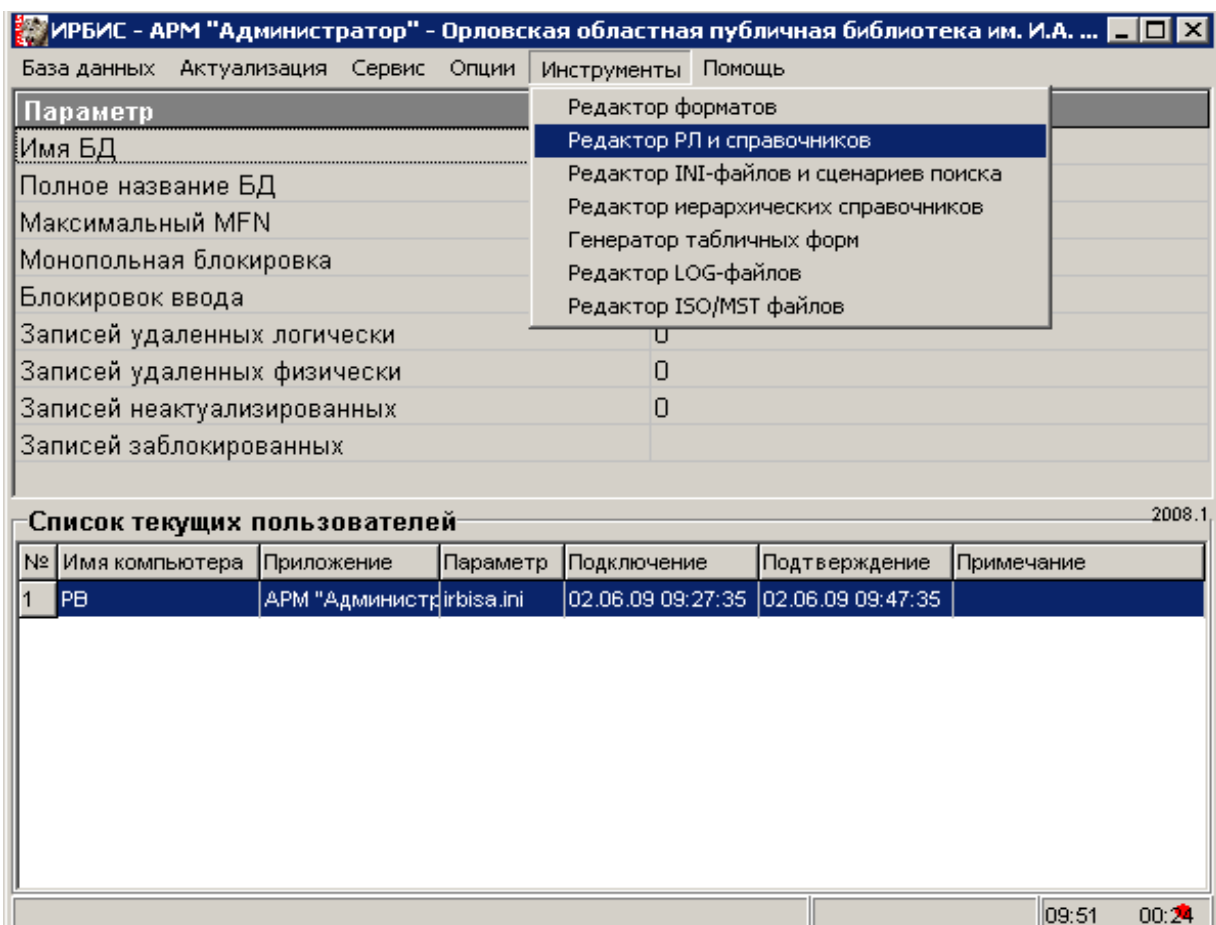 ИРБИС - АРМ "Администратор" - Орловская областная публичная библиотека им. И.А. ...
База данных Актуализация Сервис Опции Инструменты Помощь
Параметр
Имя БД
Полное название БД
Максимальный MFN
Монопольная блокировка
Блокировок ввода
Записей удаленных логически 0
Записей удаленных физически 0
Записей неактуализированных 0
Записей заблокированных
Редактор форматов
Редактор РЛ и справочников
Редактор INI-файлов и сценариев поиска
Редактор иерархических справочников
Генератор табличных форм
Редактор LOG-файлов
Редактор ISO/MST файлов
Список текущих пользователей 2008.1
№ Имя компьютера Приложение Параметр Подключение Подтверждение Примечание
1 PB АРМ "Администр irbisa.ini 02.06.09 09:27:35 02.06.09 09:47:35
09:51 00:24